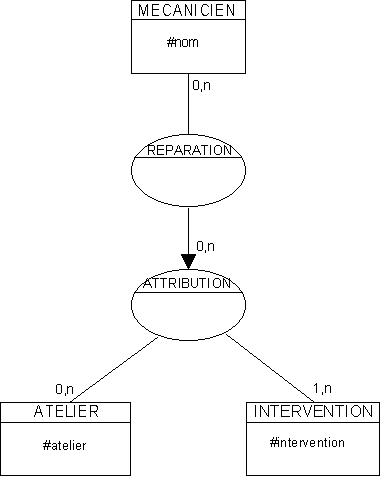 MECANICIEN
#nom
0,n
REPARATION
0,n
ATTRIBUTION
0,n
1,n
ATELIER
INTERVENTION
#atelier
#intervention